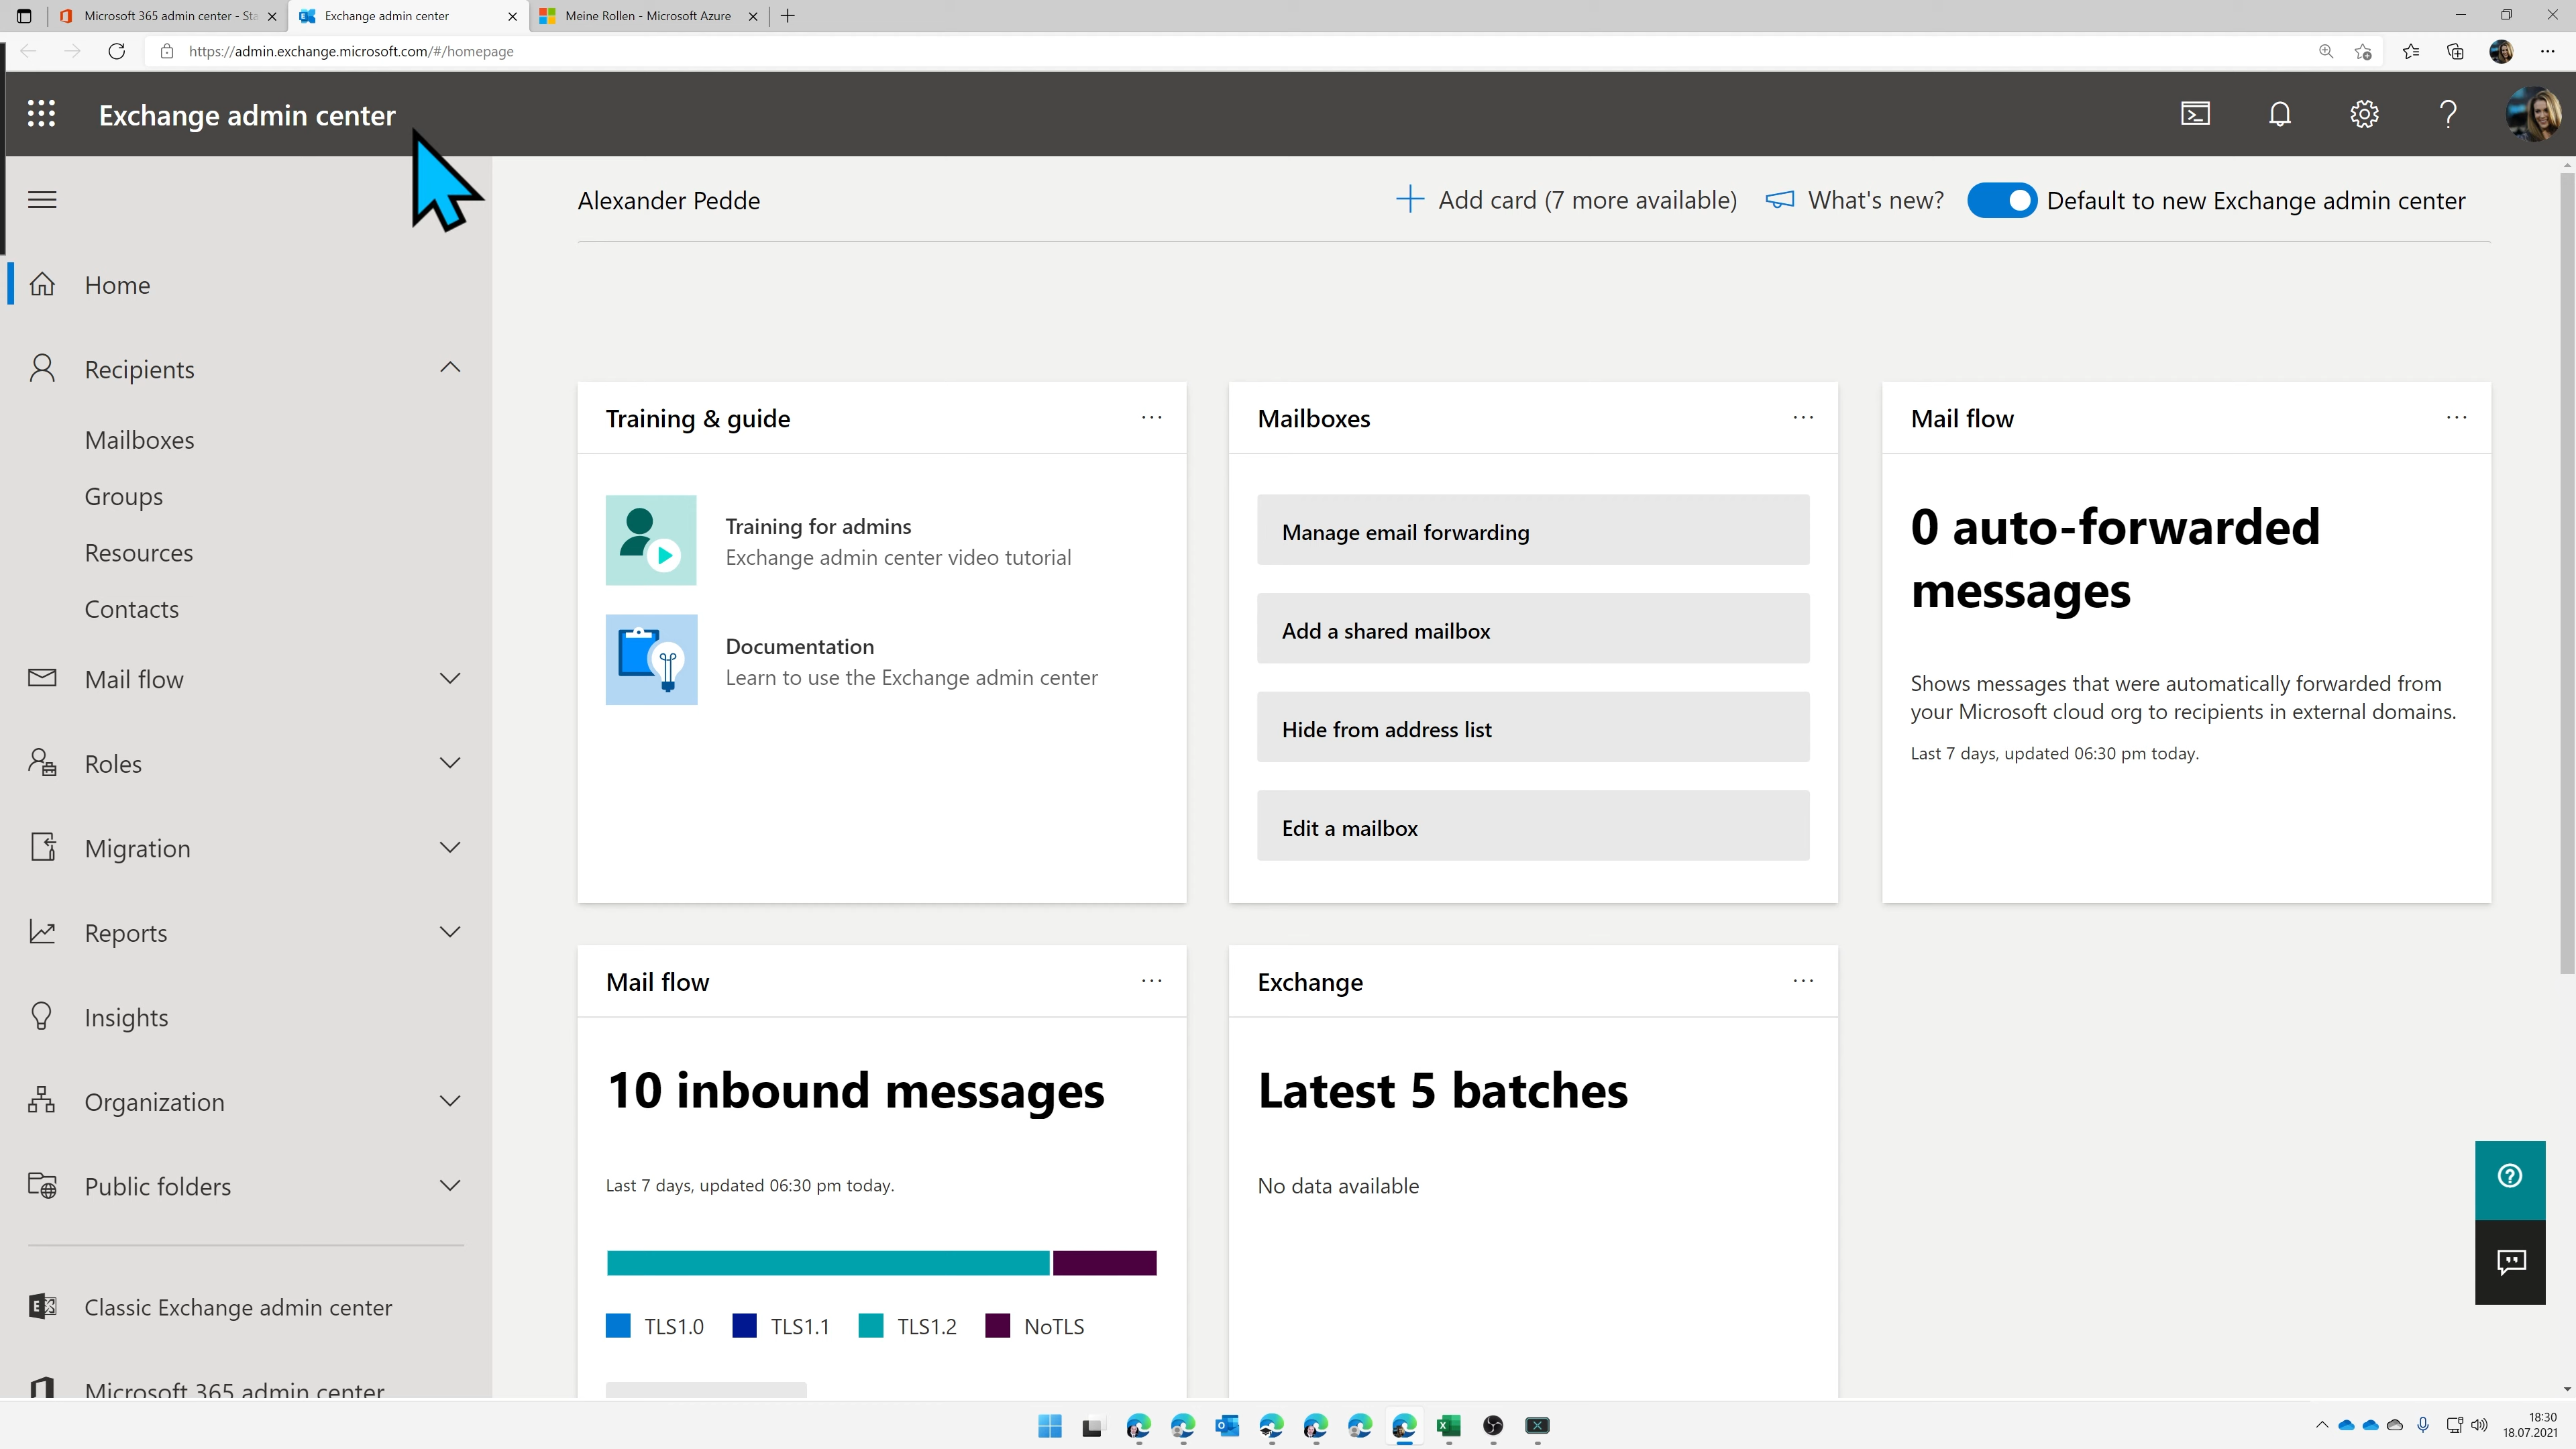 Microsoft 365 admin center - Sta
Exchange admin center
Meine Rollen - Microsoft Azure
https://admin.exchange.microsoft.com/#/homepage
Exchange admin center
Alexander Pedde
Add card (7 more available)
What's new?
Default to new Exchange admin center
Home
Recipients
Mailboxes
Groups
Resources
Contacts
Mail flow
Roles
Migration
Reports
Insights
Organization
Public folders
Classic Exchange admin center
Microsoft 365 admin center
Training & guide
Training for admins
Exchange admin center video tutorial
Documentation
Learn to use the Exchange admin center
Mailboxes
Manage email forwarding
Add a shared mailbox
Hide from address list
Edit a mailbox
Mail flow
0 auto-forwarded
messages
Shows messages that were automatically forwarded from
your Microsoft cloud org to recipients in external domains.
Last 7 days, updated 06:30 pm today.
Mail flow
10 inbound messages
Last 7 days, updated 06:30 pm today.
TLS1.0
TLS1.1
TLS1.2
NoTLS
Exchange
Latest 5 batches
No data available
18:30
18.07.2021